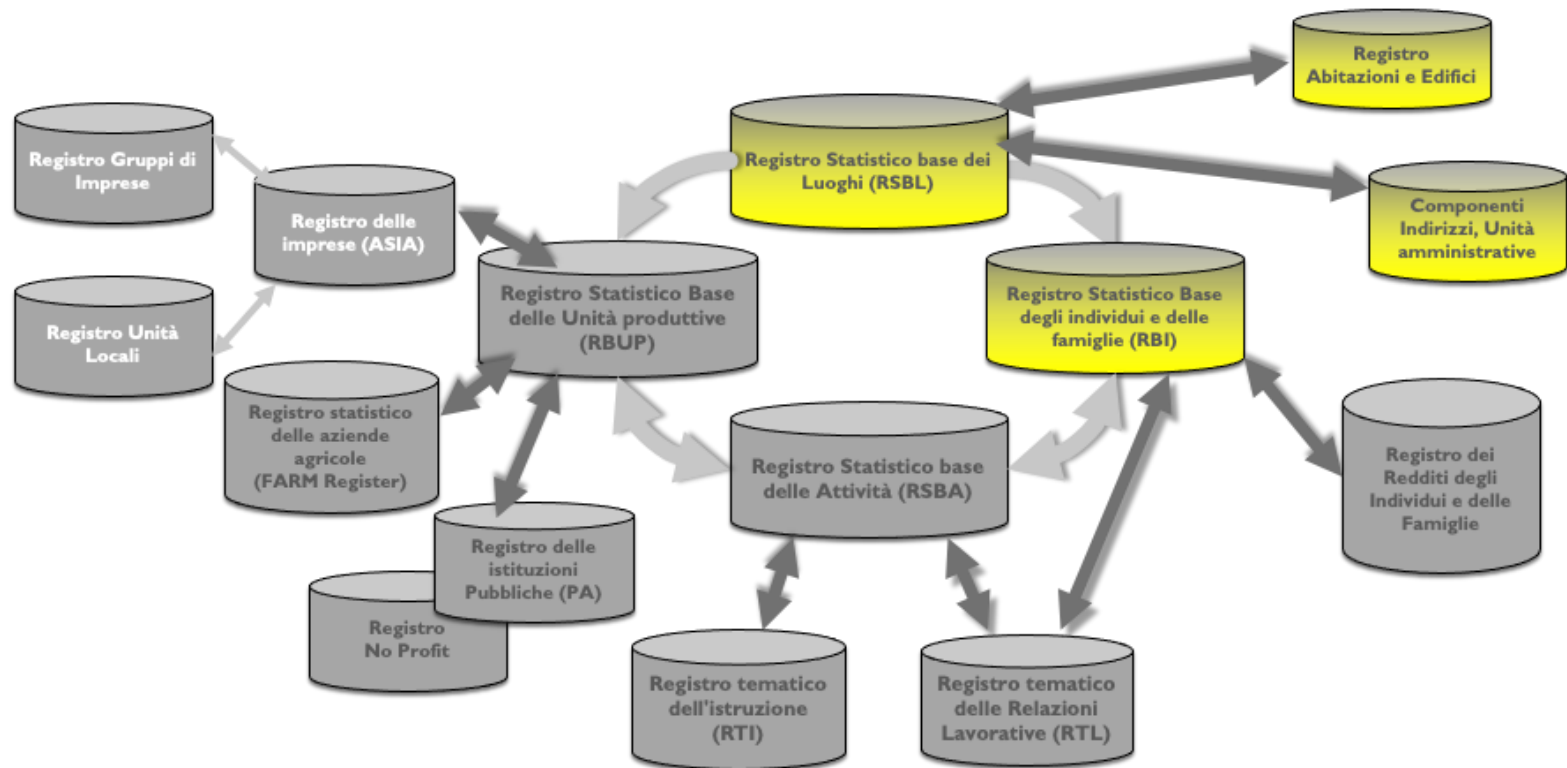 Registro
Abitazioni e Edifici
Registro Gruppi di
Imprese
Registro Statistico base dei
Luoghi (RSBL)
Registro delle
imprese (ASIA)
Componenti
Indirizzi, Unità
amministrative
Registro Statistico Base
delle Unità produttive
(RBUP)
Registro Statistico Base
degli individui e delle
famiglie (RBI)
Registro Unità
Locali
Registro statistico
delle aziende
agricole
(FARM Register)
Registro Statistico base
delle Attività (RSBA)
Registro dei
Redditi degli
Individui e delle
Famiglie
Registro delle
istituzioni
Pubbliche (PA)
Registro
No Profit
Registro tematico
dell'istruzione
(RTI)
Registro tematico
delle Relazioni
Lavorative (RTL)